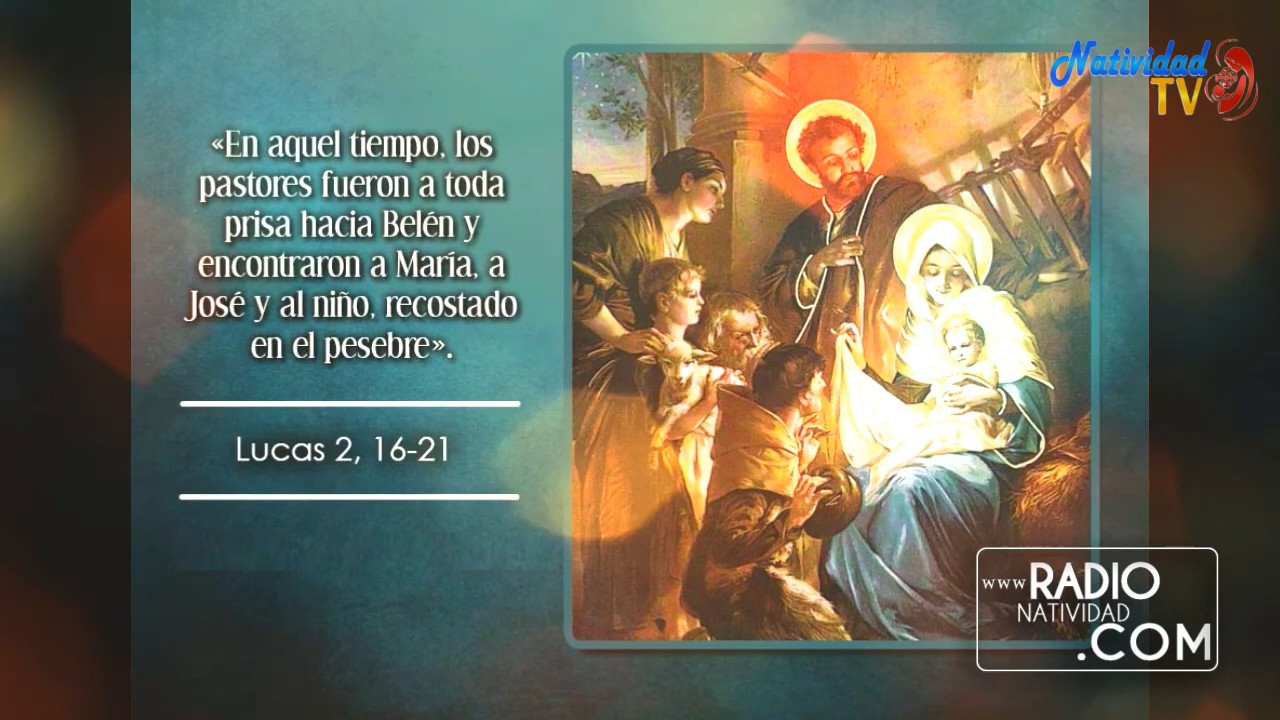 Natividad
TV
«En aquel tiempo, los
pastores fueron a toda
prisa hacia Belén y
encontraron a María, a
José y al niño, recostado
en el pesebre».
Lucas 2, 16-21
www RADIO
NATIVIDAD
.COM